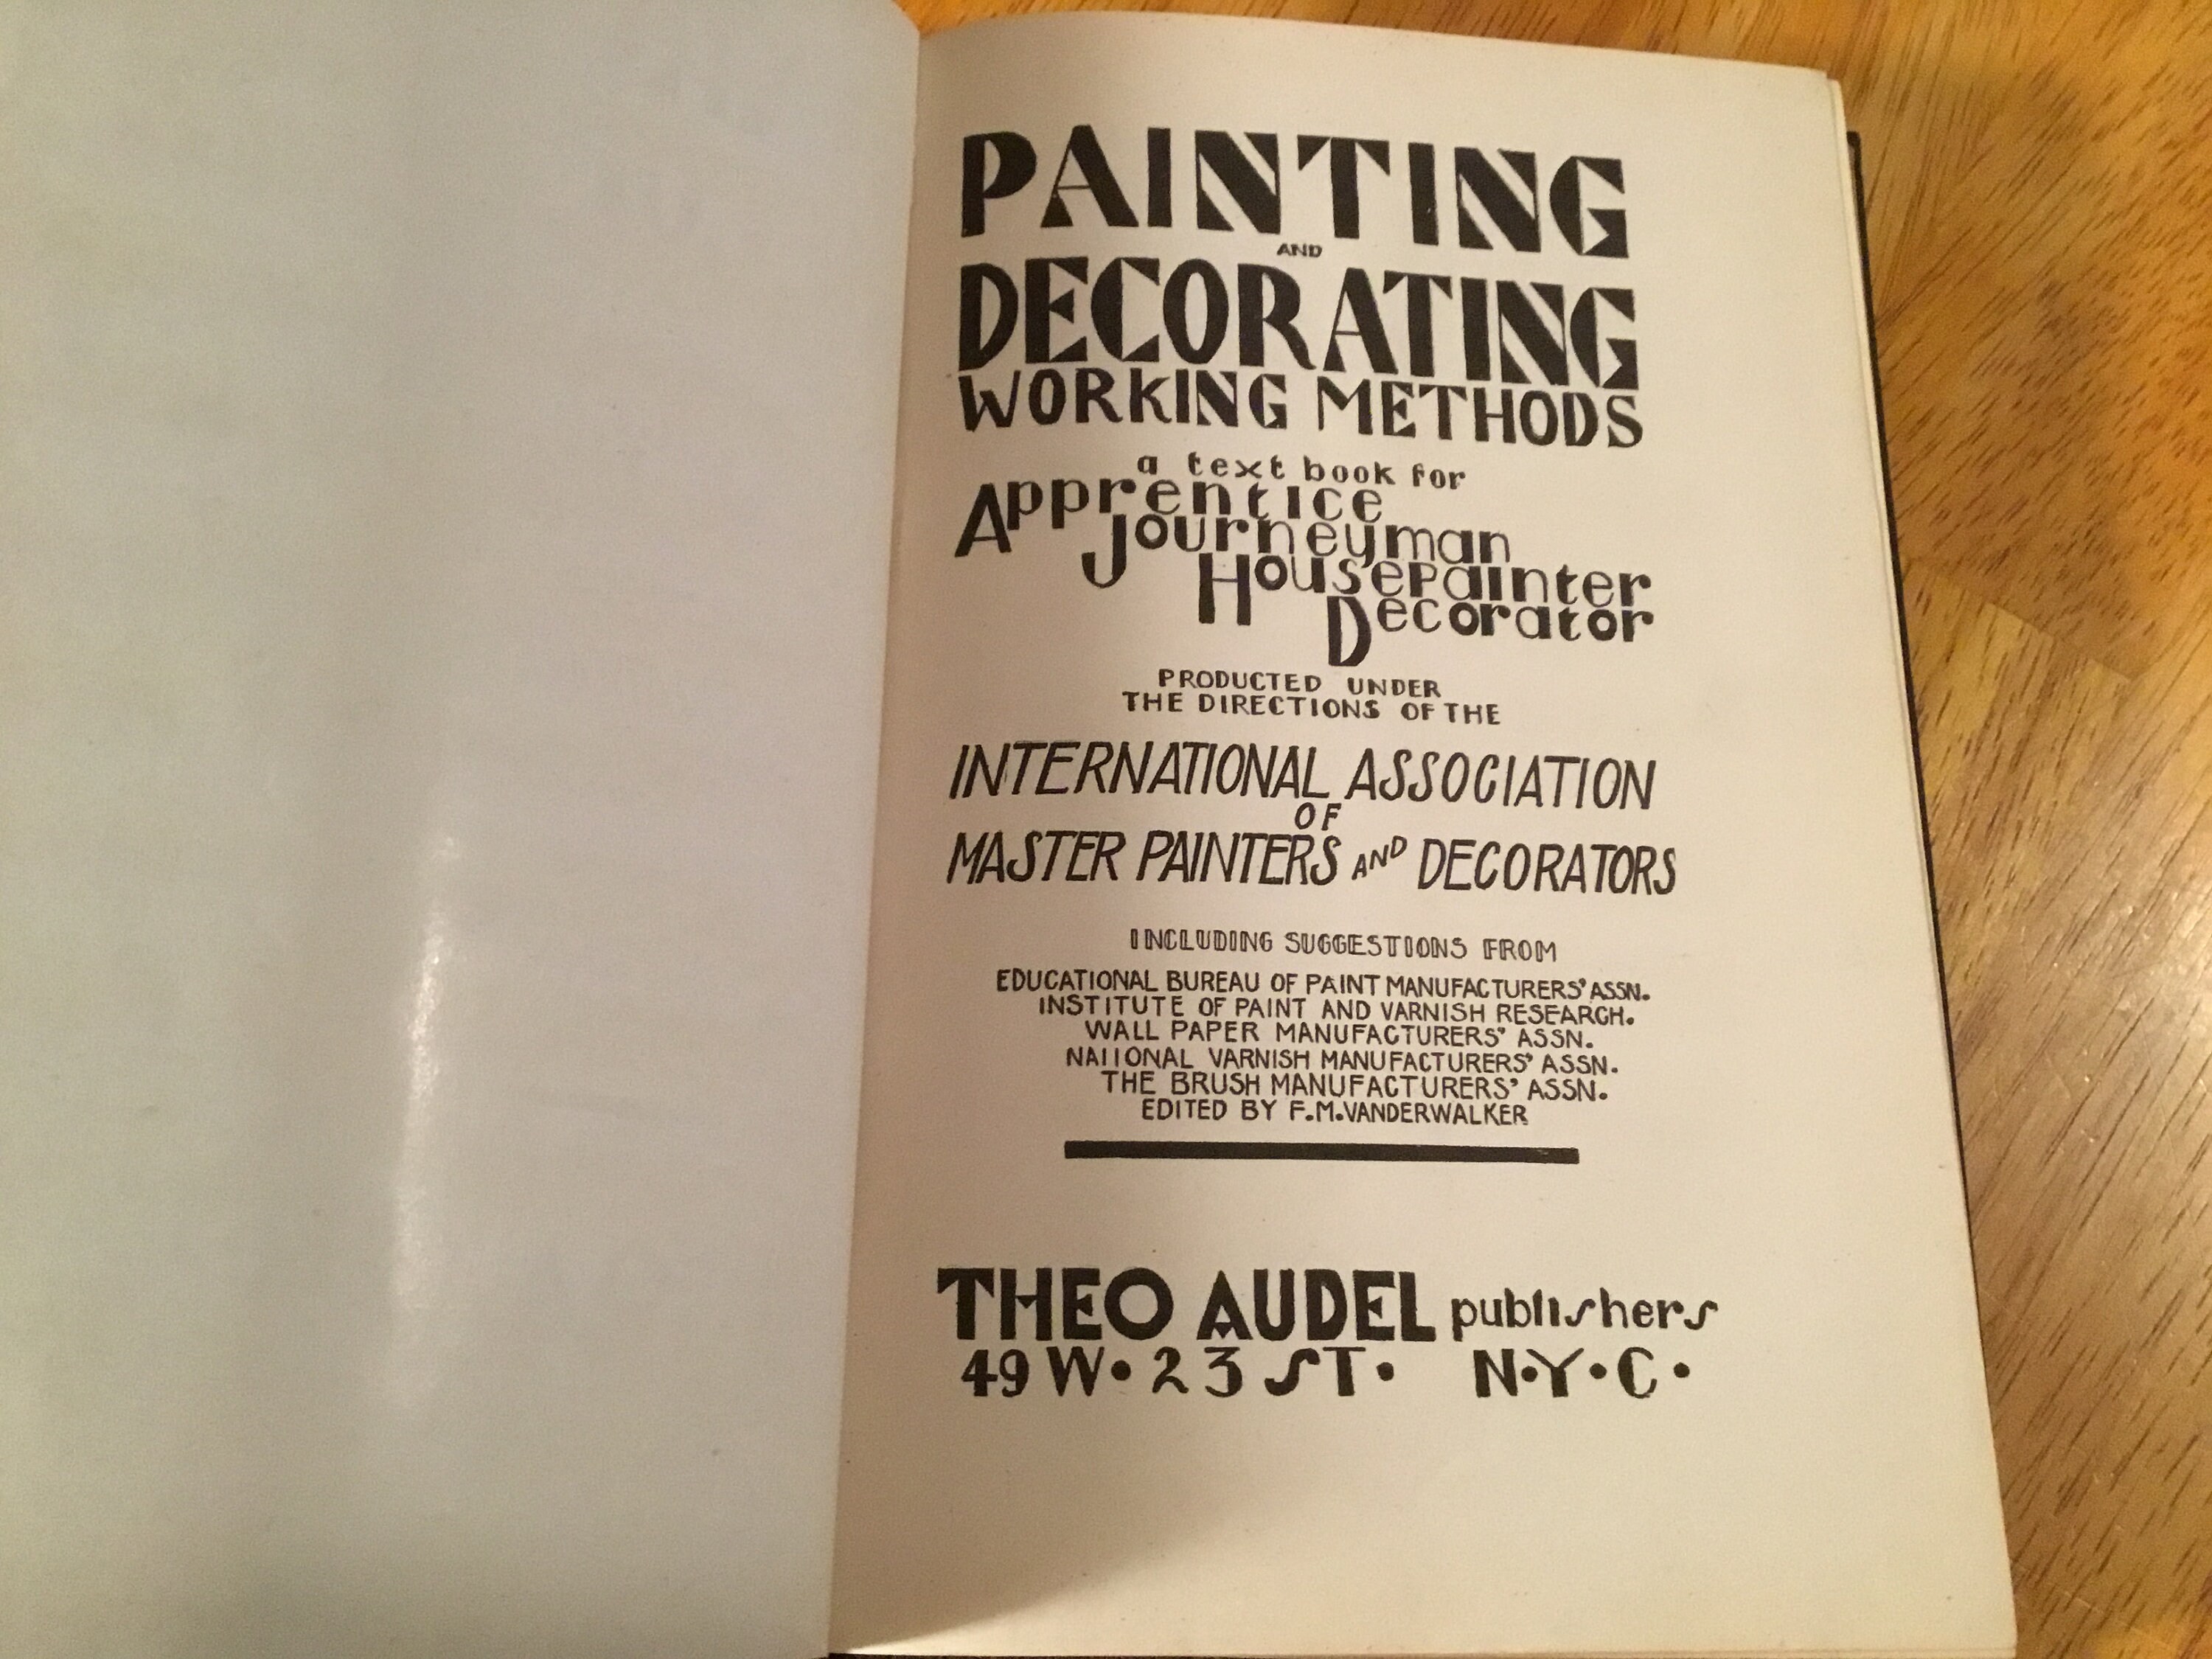 PAINTING
AND
DECORATING
WORKING METHODS
a text book for
Apprentice
Journeyman
HousePainter
Decorator
PRODUCTED UNDER
THE DIRECTIONS OF THE
INTERNATIONAL ASSOCIATION
OF
MASTER PAINTERS AND DECORATORS
INCLUDING SUGGESTIONS FROM
EDUCATIONAL BUREAU OF PAINT MANUFACTURERS' ASSN.
INSTITUTE OF PAINT AND VARNISH RESEARCH.
WALL PAPER MANUFACTURERS' ASSN.
NATIONAL VARNISH MANUFACTURERS' ASSN.
THE BRUSH MANUFACTURERS' ASSN.
EDITED BY F.M.VANDERWALKER
THEO AUDEL publishers
49 W• 23 ST• N•Y•C•